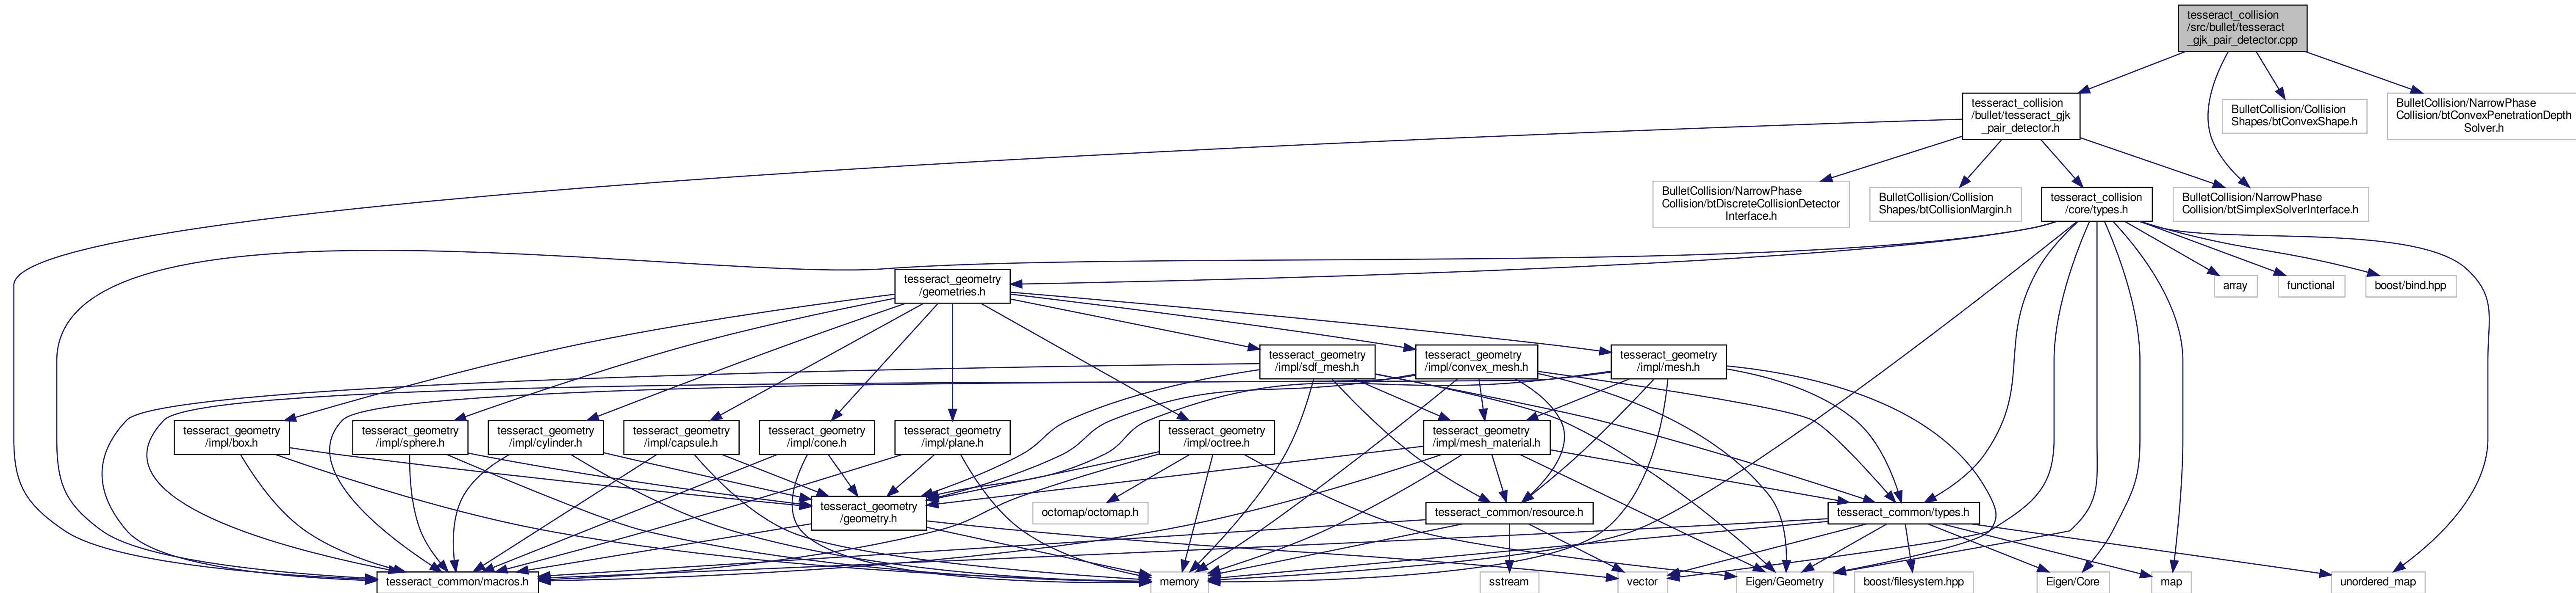 tesseract_collision
/src/bullet/tesseract
_gjk_pair_detector.cpp
tesseract_collision
/bullet/tesseract_gjk
_pair_detector.h
BulletCollision/Collision
Shapes/btConvexShape.h
BulletCollision/NarrowPhase
Collision/btConvexPenetrationDepth
Solver.h
BulletCollision/NarrowPhase
Collision/btDiscreteCollisionDetector
Interface.h
BulletCollision/Collision
Shapes/btCollisionMargin.h
tesseract_collision
/core/types.h
BulletCollision/NarrowPhase
Collision/btSimplexSolverInterface.h
tesseract_geometry
/geometries.h
array
functional
boost/bind.hpp
tesseract_geometry
/impl/sdf_mesh.h
tesseract_geometry
/impl/convex_mesh.h
tesseract_geometry
/impl/mesh.h
tesseract_geometry
/impl/box.h
tesseract_geometry
/impl/sphere.h
tesseract_geometry
/impl/cylinder.h
tesseract_geometry
/impl/capsule.h
tesseract_geometry
/impl/cone.h
tesseract_geometry
/impl/plane.h
tesseract_geometry
/impl/octree.h
tesseract_geometry
/impl/mesh_material.h
tesseract_geometry
/geometry.h
octomap/octomap.h
tesseract_common/resource.h
tesseract_common/types.h
tesseract_common/macros.h
memory
sstream
vector
Eigen/Geometry
boost/filesystem.hpp
Eigen/Core
map
unordered_map